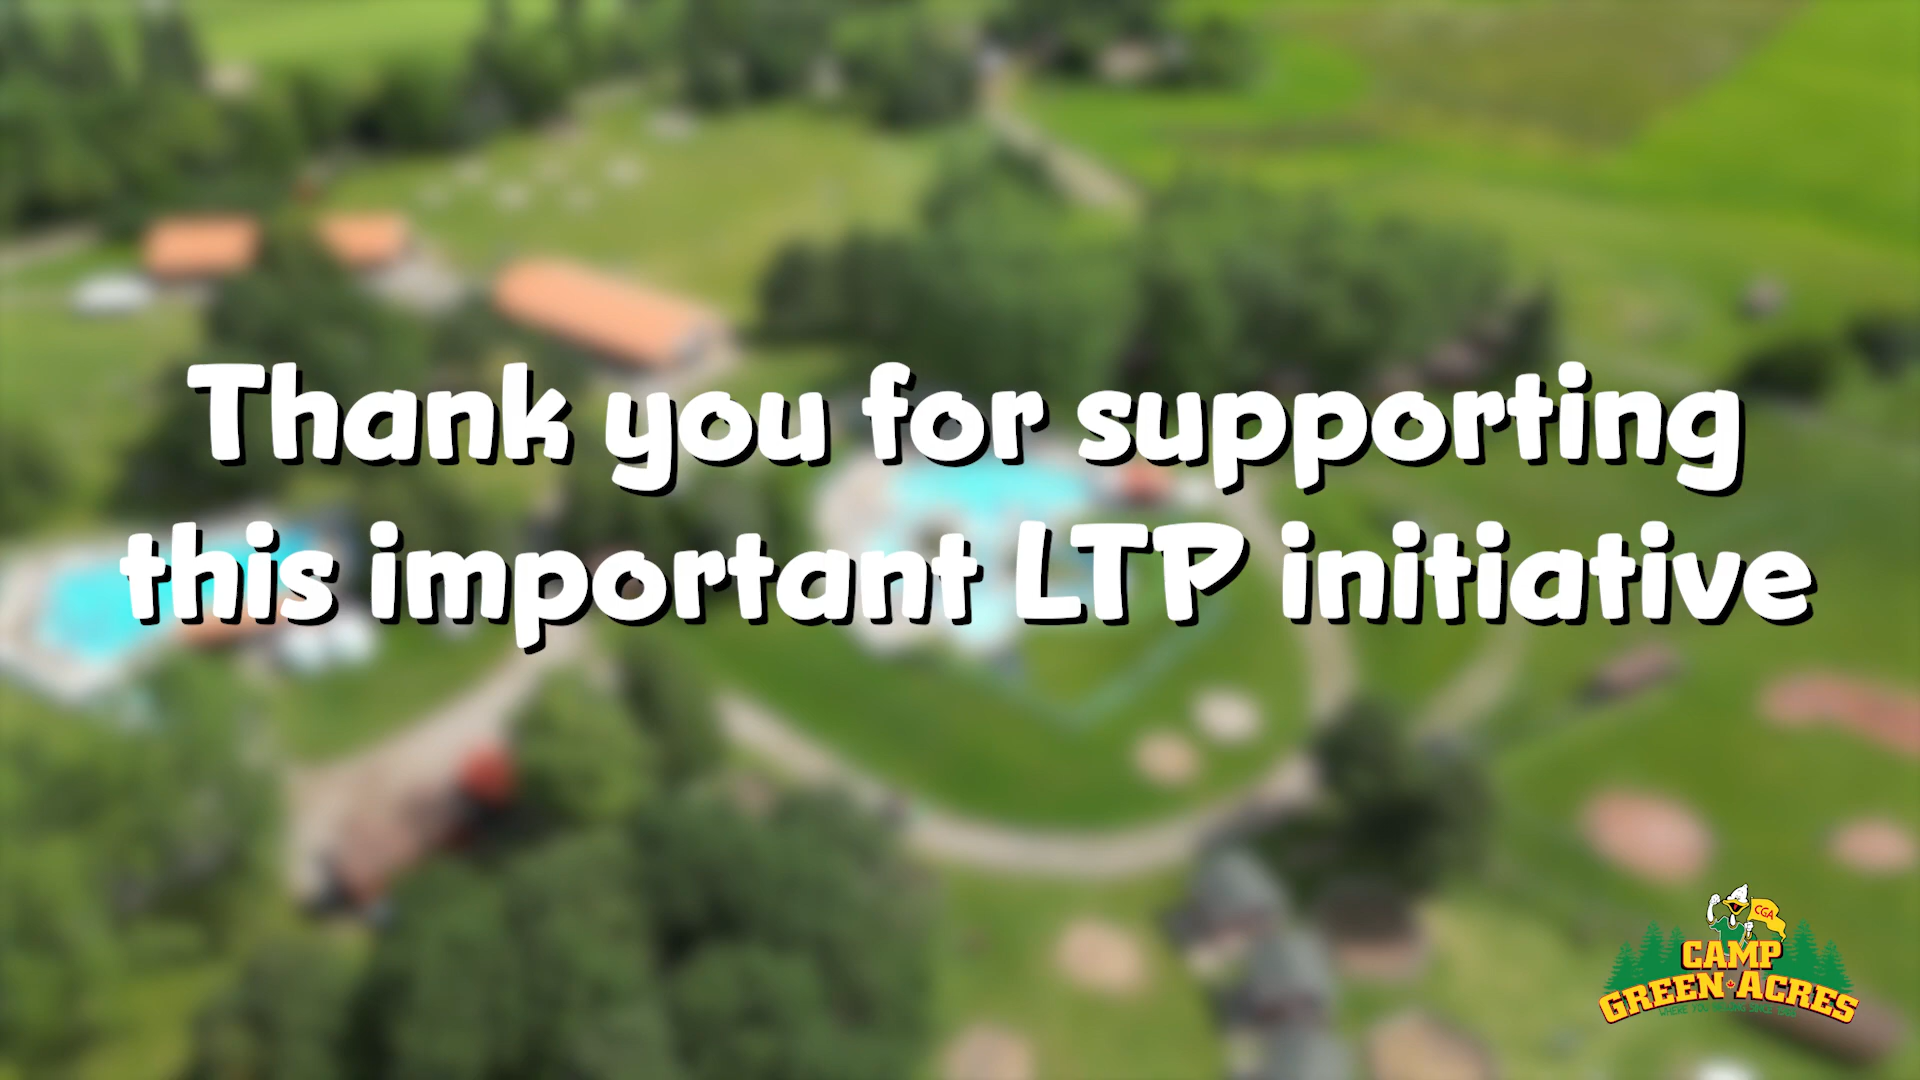 Thank you for supporting
this important LTP initiative
CGA
CAMP
GREEN ACRES